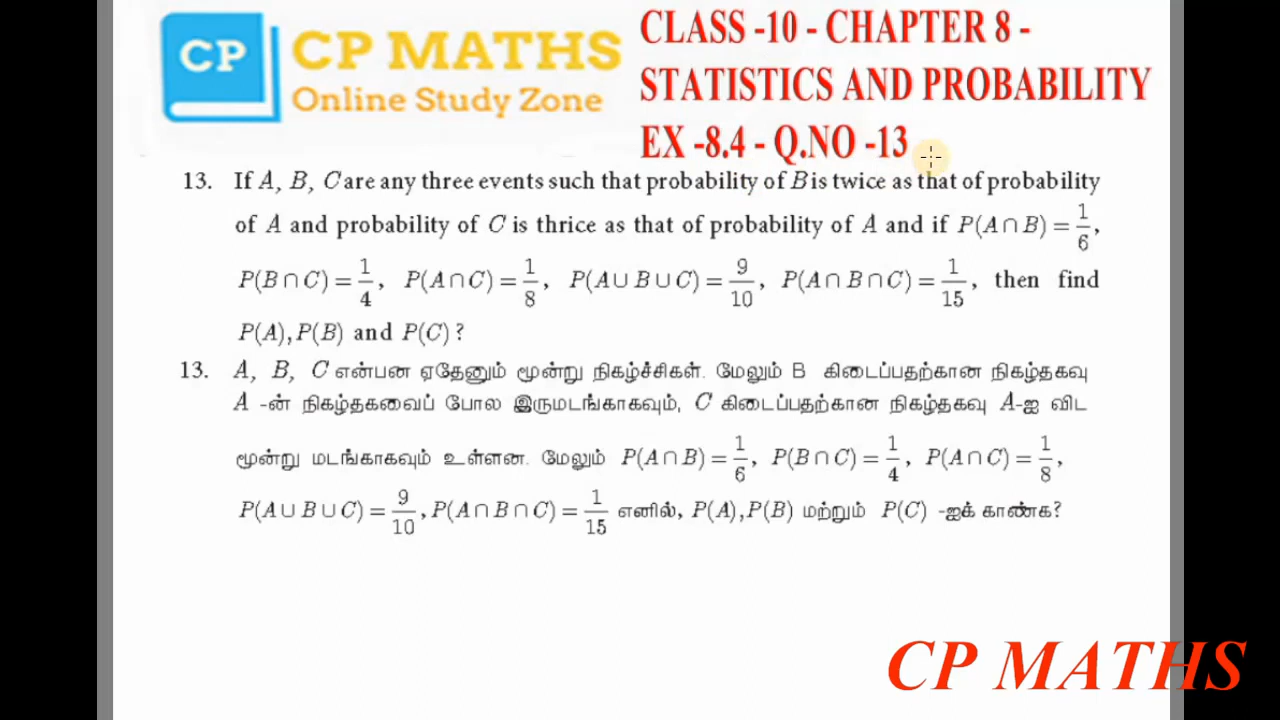 CP
CP MATHS
Online Study Zone
CLASS -10 - CHAPTER 8 -
STATISTICS AND PROBABILITY
EX -8.4 - Q.NO -13
13. If A, B, C are any three events such that probability of B is twice as that of probability
of A and probability of C is thrice as that of probability of A and if P(A∩B) = 1/6,
P(B∩C) = 1/4, P(A∩C) = 1/8, P(A∪B∪C) = 9/10, P(A∩B∩C) = 1/15, then find
P(A), P(B) and P(C)?
13. A, B, C என்பன ஏதேனும் மூன்று நிகழ்ச்சிகள். மேலும் B கிடைப்பதற்கான நிகழ்தகவு
A -ன் நிகழ்தகவைப் போல இருமடங்காகவும், C கிடைப்பதற்கான நிகழ்தகவு A-ஐ விட
மூன்று மடங்காகவும் உள்ளன. மேலும் P(A∩B) = 1/6, P(B∩C) = 1/4, P(A∩C) = 1/8,
P(A∪B∪C) = 9/10, P(A∩B∩C) = 1/15 எனில், P(A), P(B) மற்றும் P(C) -ஐக் காண்க?
CP MATHS